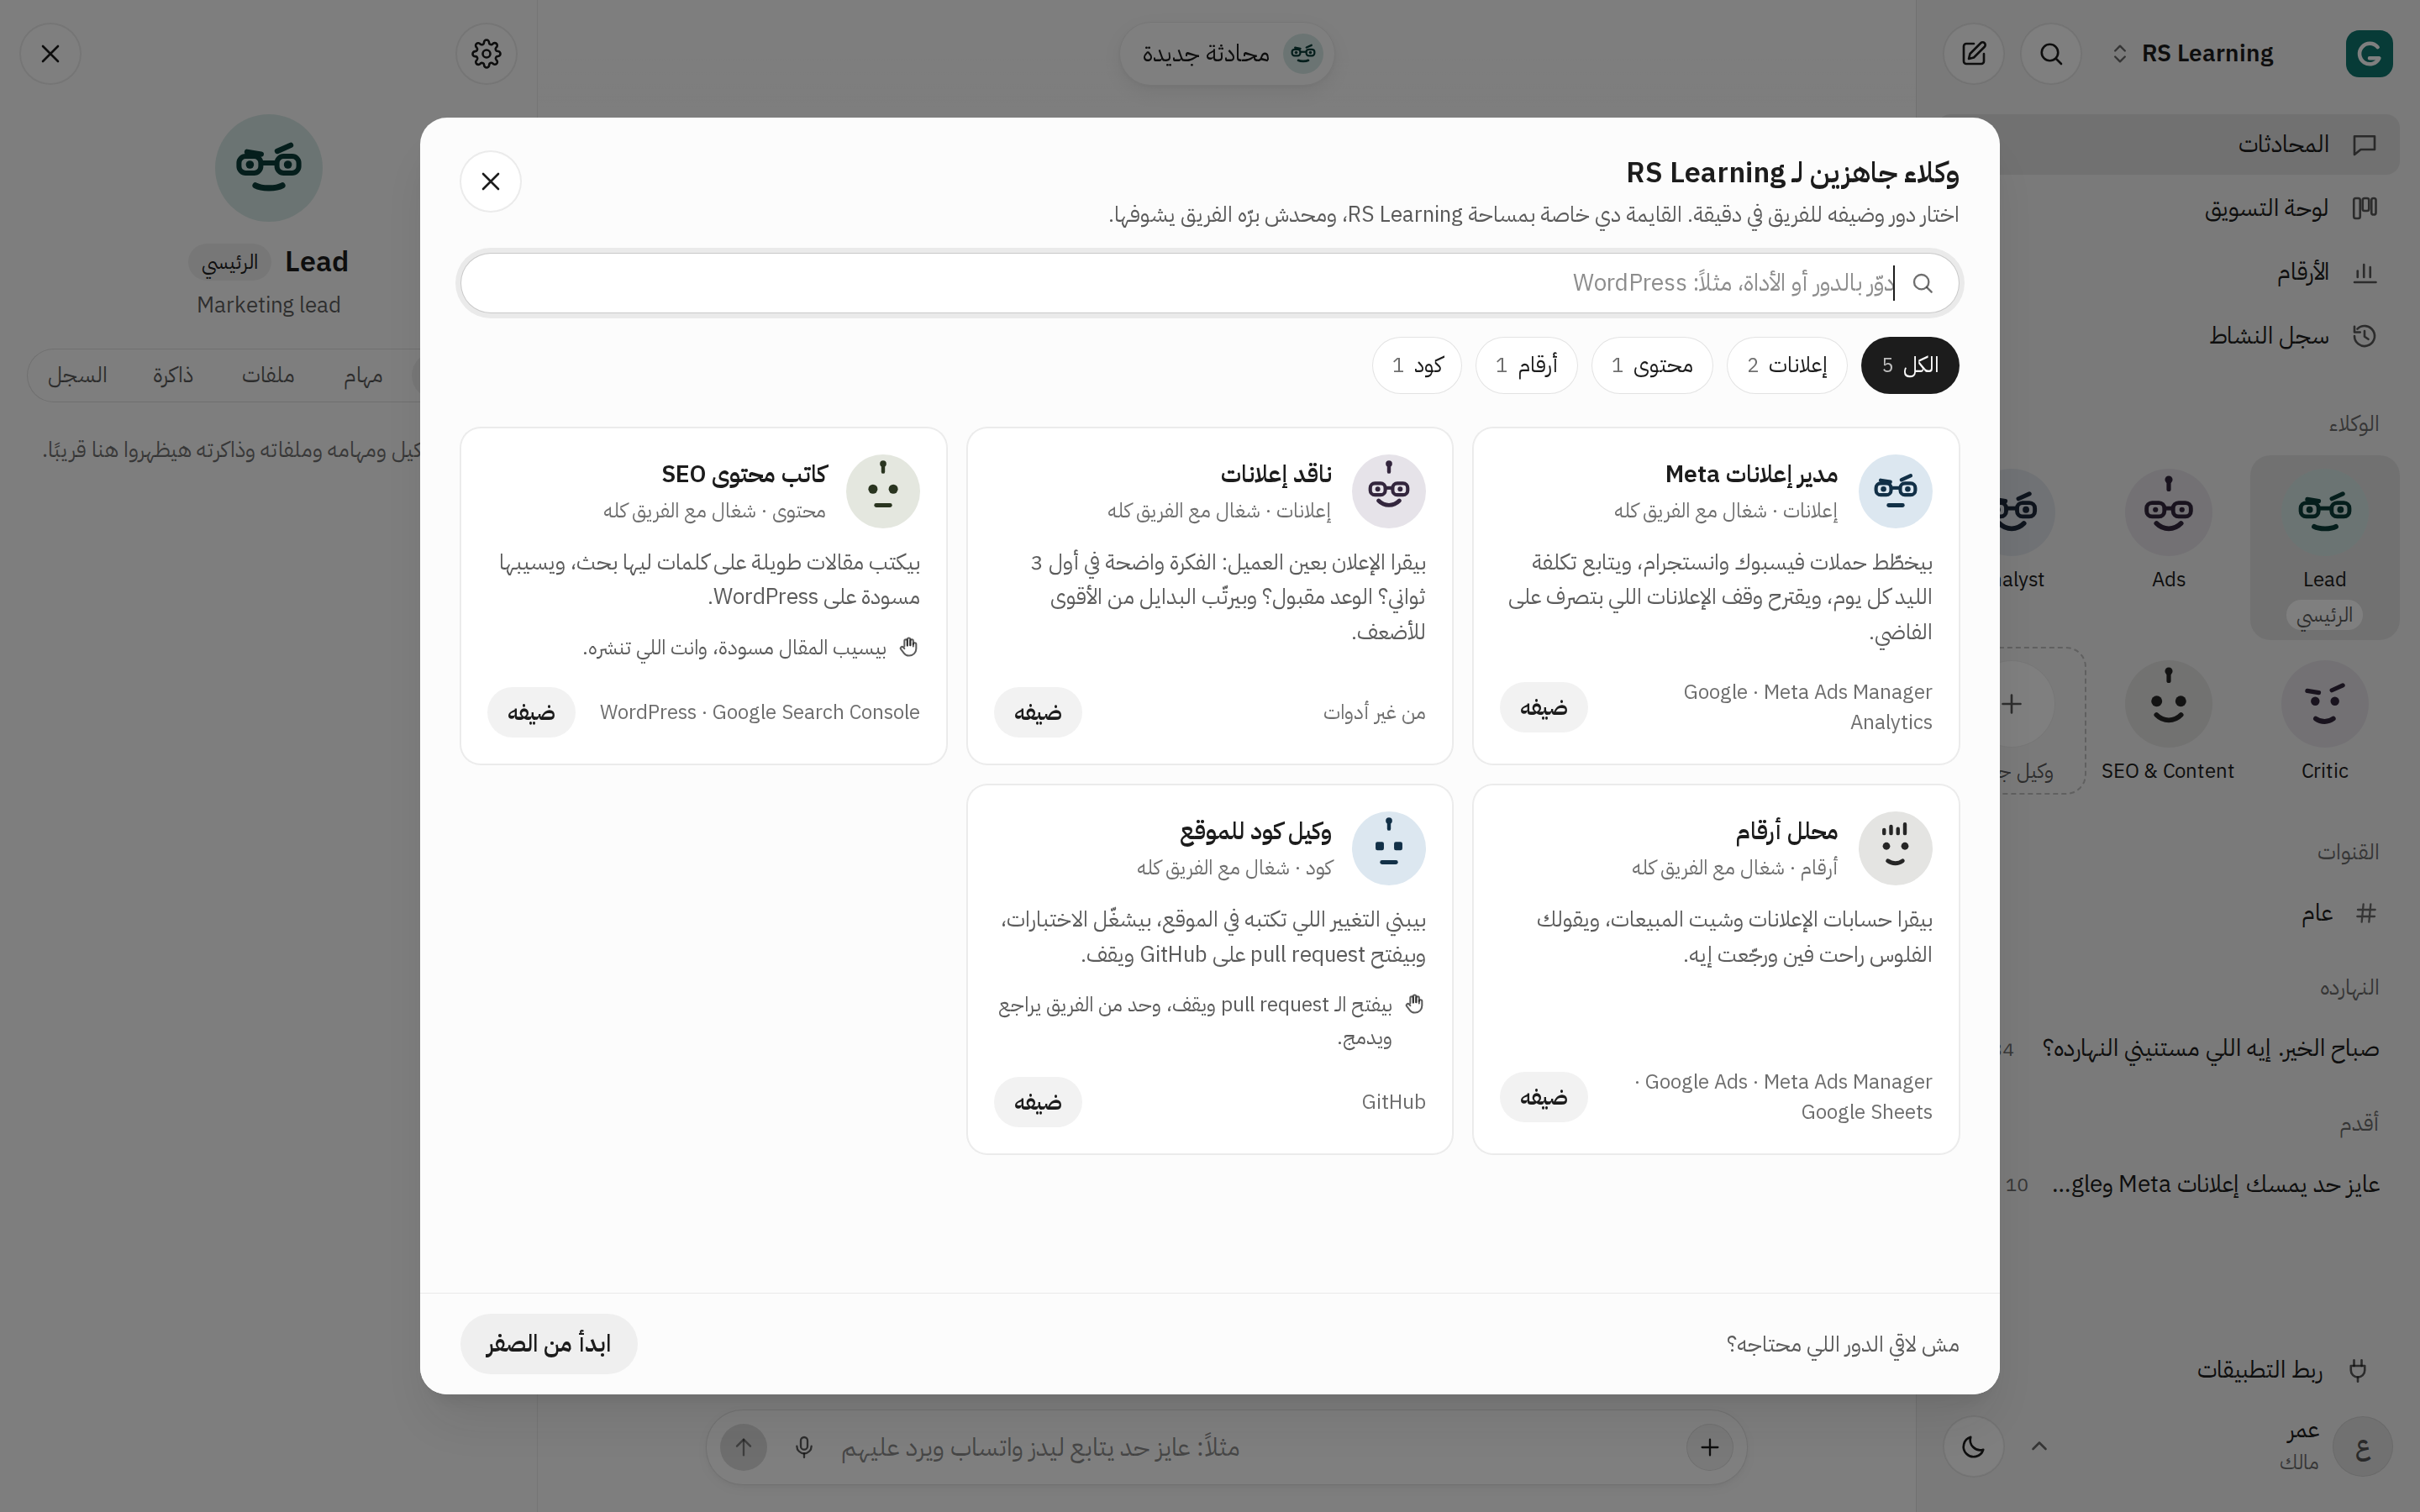 RS Learning
المحادثات
لوحة التسويق
الأرقام
سجل النشاط
الوكلاء
Lead
الرئيسي
Ads
Critic
SEO & Content
القنوات
عام
النهارده
صباح الخير. إيه اللي مستنيني النهارده؟
أقدم
عايز حد يمسك إعلانات Meta وgle...
10
ربط التطبيقات
ع
عمر
مالك
محادثة جديدة
وكلاء جاهزين لـ RS Learning
اختار دور وضيفه للفريق في دقيقة. القايمة دي خاصة بمساحة RS Learning، ومحدش برّه الفريق يشوفها.
دوّر بالدور أو الأداة، مثلاً: WordPress
الكل 5
إعلانات 2
محتوى 1
أرقام 1
كود 1
مدير إعلانات Meta
إعلانات · شغال مع الفريق كله
بيخطّط حملات فيسبوك وانستجرام، ويتابع تكلفة
الليد كل يوم، ويقترح وقف الإعلانات اللي بتصرف على
الفاضي.
Google · Meta Ads Manager
Analytics
ضيفه
ناقد إعلانات
إعلانات · شغال مع الفريق كله
بيقرا الإعلان بعين العميل: الفكرة واضحة في أول 3
ثواني؟ الوعد مقبول؟ وبيرتّب البدايل من الأقوى
للأضعف.
من غير أدوات
ضيفه
كاتب محتوى SEO
محتوى · شغال مع الفريق كله
بيكتب مقالات طويلة على كلمات ليها بحث، ويسيبها
مسودة على WordPress.
بيسيب المقال مسودة، وانت اللي تنشره.
WordPress · Google Search Console
ضيفه
محلل أرقام
أرقام · شغال مع الفريق كله
بيقرا حسابات الإعلانات وشيت المبيعات، ويقولك
الفلوس راحت فين ورجّعت إيه.
· Google Ads · Meta Ads Manager
Google Sheets
ضيفه
وكيل كود للموقع
كود · شغال مع الفريق كله
بيبني التغيير اللي تكتبه في الموقع، بيشغّل الاختبارات،
وبيفتح pull request على GitHub ويقف.
بيفتح الـ pull request ويقف، وحد من الفريق يراجع
ويدمج.
GitHub
ضيفه
مش لاقي الدور اللي محتاجه؟
ابدأ من الصفر
مثلاً: عايز حد يتابع ليدز واتساب ويرد عليهم
Lead
الرئيسي
Marketing lead
مهام
ملفات
ذاكرة
السجل
ومهامه وملفاته وذاكرته هيظهروا هنا قريبًا.